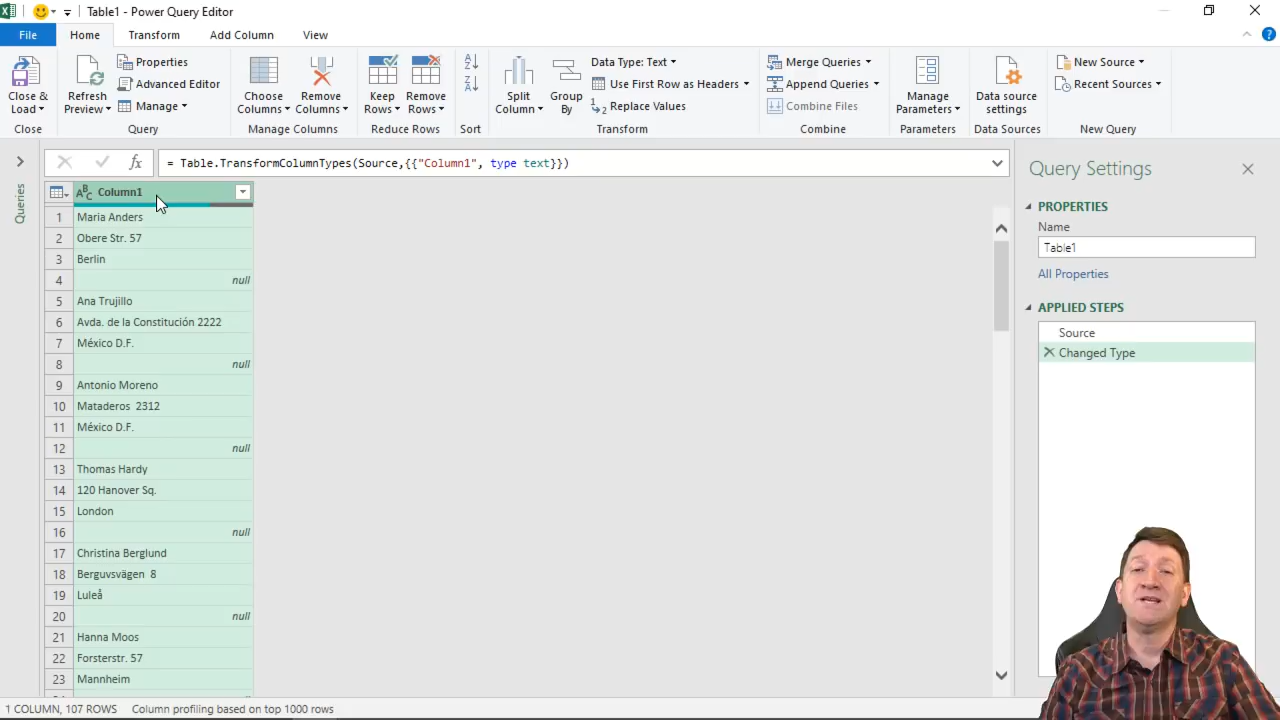 Table1 - Power Query Editor
File Home Transform Add Column View
Close & Load
Close
Refresh Preview
Properties
Advanced Editor
Manage
Query
Choose Columns
Remove Columns
Manage Columns
Keep Rows
Remove Rows
Reduce Rows
Sort
Split Column
Group By
Data Type: Text
Use First Row as Headers
Replace Values
Transform
Merge Queries
Append Queries
Combine Files
Combine
Manage Parameters
Parameters
Data source settings
Data Sources
New Source
Recent Sources
New Query
fx = Table.TransformColumnTypes(Source,{{"Column1", type text}})
Queries
ABC Column1
1 Maria Anders
2 Obere Str. 57
3 Berlin
4 null
5 Ana Trujillo
6 Avda. de la Constitución 2222
7 México D.F.
8 null
9 Antonio Moreno
10 Mataderos 2312
11 México D.F.
12 null
13 Thomas Hardy
14 120 Hanover Sq.
15 London
16 null
17 Christina Berglund
18 Berguvsvägen 8
19 Luleå
20 null
21 Hanna Moos
22 Forsterstr. 57
23 Mannheim
Query Settings
PROPERTIES
Name
Table1
All Properties
APPLIED STEPS
Source
Changed Type
1 COLUMN, 107 ROWS Column profiling based on top 1000 rows